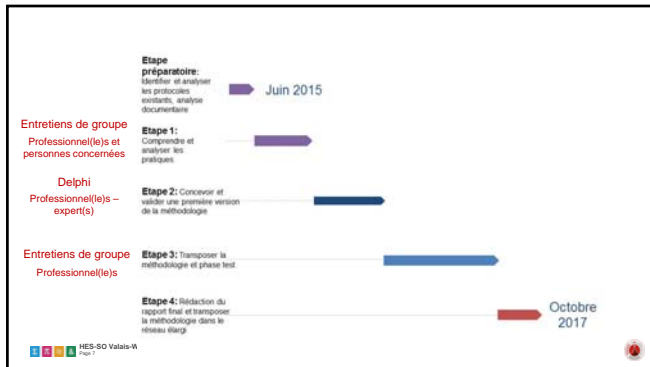 Etape
préparatoire:
Identifier et analyser
les protocoles
existants, analyse
documentaire
Juin 2015
Entretiens de groupe
Professionnel(le)s et
personnes concernées
Etape 1:
Comprendre et
analyser les
pratiques
Delphi
Professionnel(le)s –
expert(s)
Etape 2: Concevoir et
valider une première version
de la méthodologie
Entretiens de groupe
Professionnel(le)s
Etape 3: Transposer la
méthodologie et phase test
Etape 4: Rédaction du
rapport final et transposer
la méthodologie dans le
réseau élargi
Octobre
2017
HES-SO Valais-W
Page 7